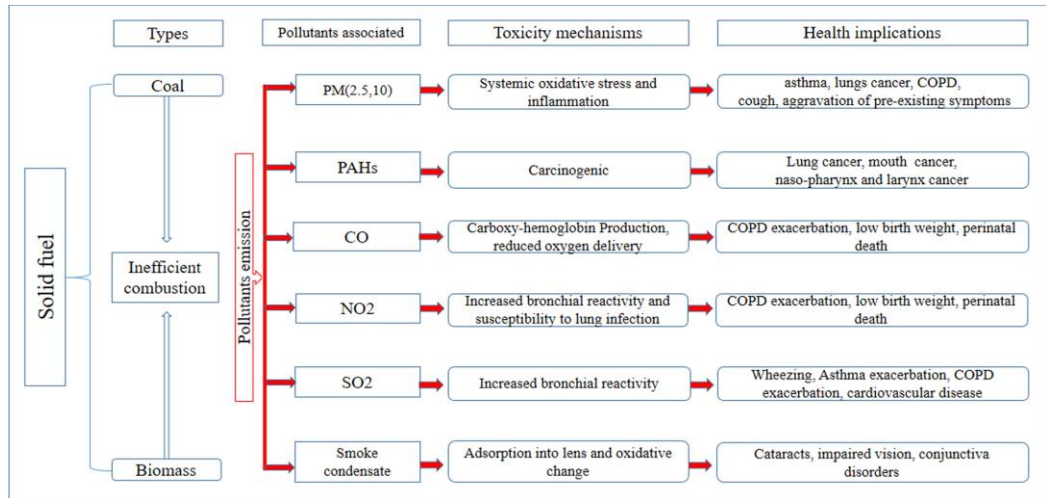 Types
Pollutants associated
Toxicity mechanisms
Health implications
Solid fuel
Coal
Inefficient
combustion
Biomass
Pollutants emission
PM(2.5,10)
Systemic oxidative stress and
inflammation
asthma, lungs cancer, COPD,
cough, aggravation of pre-existing symptoms
PAHs
Carcinogenic
Lung cancer, mouth cancer,
naso-pharynx and larynx cancer
CO
Carboxy-hemoglobin Production,
reduced oxygen delivery
COPD exacerbation, low birth weight, perinatal
death
NO2
Increased bronchial reactivity and
susceptibility to lung infection
COPD exacerbation, low birth weight, perinatal
death
SO2
Increased bronchial reactivity
Wheezing, Asthma exacerbation, COPD
exacerbation, cardiovascular disease
Smoke
condensate
Adsorption into lens and oxidative
change
Cataracts, impaired vision, conjunctiva
disorders